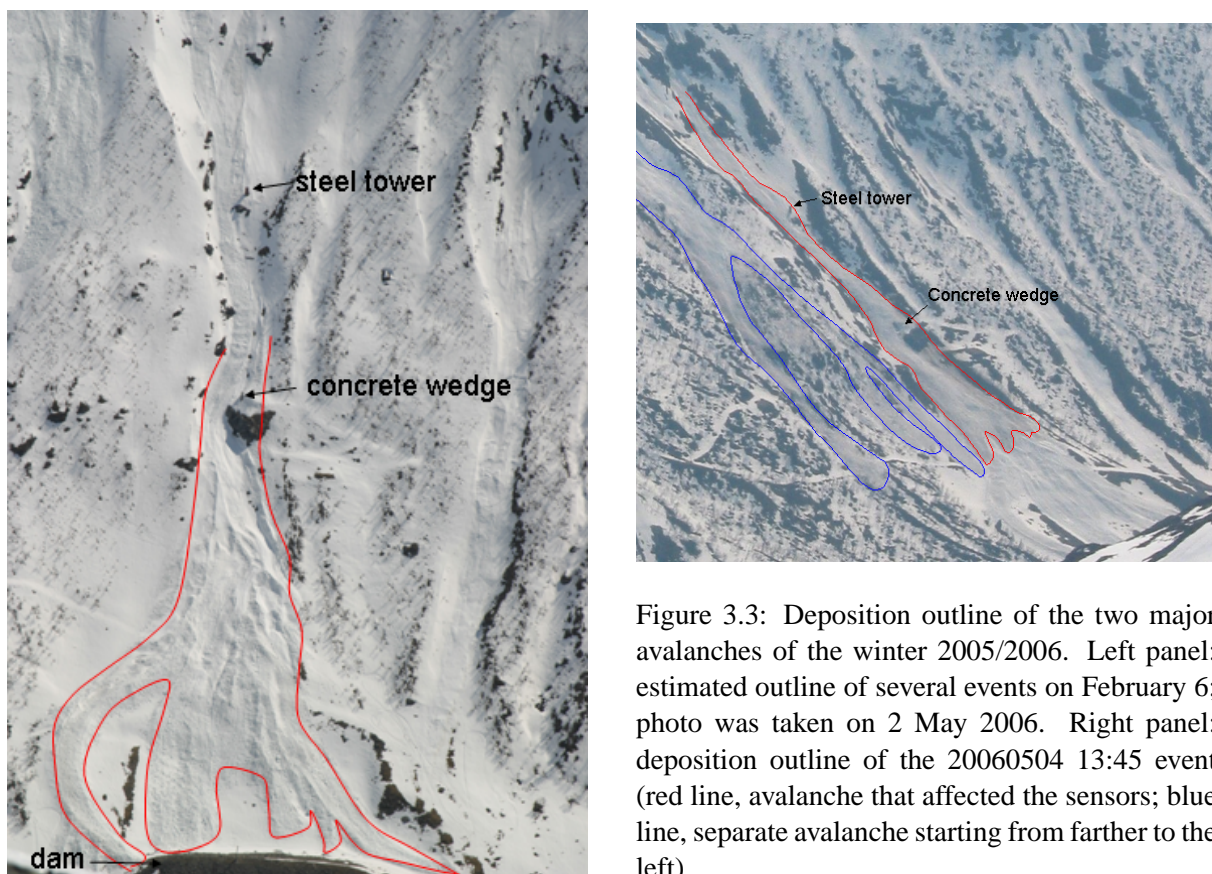 steel tower
concrete wedge
dam
Steel tower
Concrete wedge
Figure 3.3: Deposition outline of the two major
avalanches of the winter 2005/2006. Left panel:
estimated outline of several events on February 6;
photo was taken on 2 May 2006. Right panel:
deposition outline of the 20060504 13:45 event
(red line, avalanche that affected the sensors; blue
line, separate avalanche starting from farther to the
left)